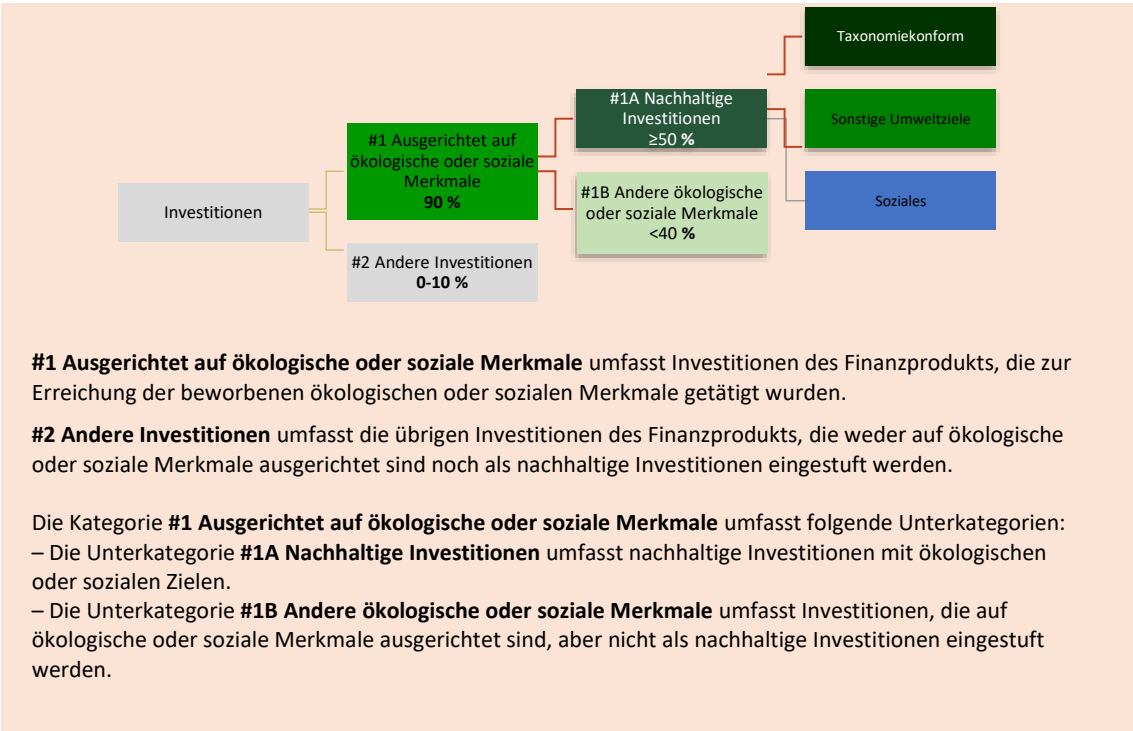 Taxonomiekonform
#1A Nachhaltige
Investitionen
≥50 %
Sonstige Umweltziele
#1 Ausgerichtet auf
ökologische oder soziale
Merkmale
90 %
#1B Andere ökologische
oder soziale Merkmale
<40 %
Soziales
Investitionen
#2 Andere Investitionen
0-10 %
#1 Ausgerichtet auf ökologische oder soziale Merkmale umfasst Investitionen des Finanzprodukts, die zur
Erreichung der beworbenen ökologischen oder sozialen Merkmale getätigt wurden.
#2 Andere Investitionen umfasst die übrigen Investitionen des Finanzprodukts, die weder auf ökologische
oder soziale Merkmale ausgerichtet sind noch als nachhaltige Investitionen eingestuft werden.
Die Kategorie #1 Ausgerichtet auf ökologische oder soziale Merkmale umfasst folgende Unterkategorien:
– Die Unterkategorie #1A Nachhaltige Investitionen umfasst nachhaltige Investitionen mit ökologischen
oder sozialen Zielen.
– Die Unterkategorie #1B Andere ökologische oder soziale Merkmale umfasst Investitionen, die auf
ökologische oder soziale Merkmale ausgerichtet sind, aber nicht als nachhaltige Investitionen eingestuft
werden.